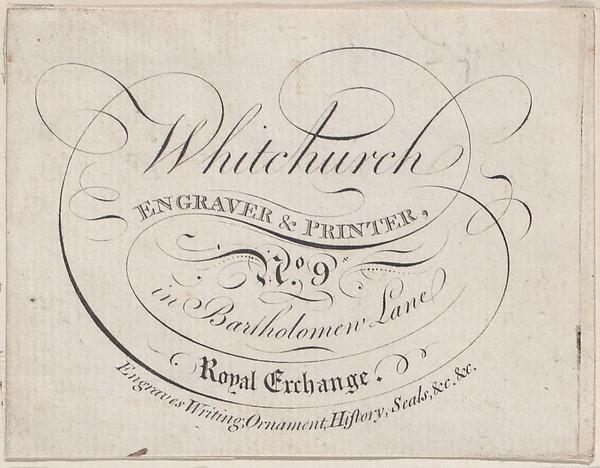 Whitchurch
ENGRAVER & PRINTER,
No. 9
in Bartholomew Lane
Royal Exchange.
Engraves Writing, Ornament, Hiſtory, Seals, &c. &c.